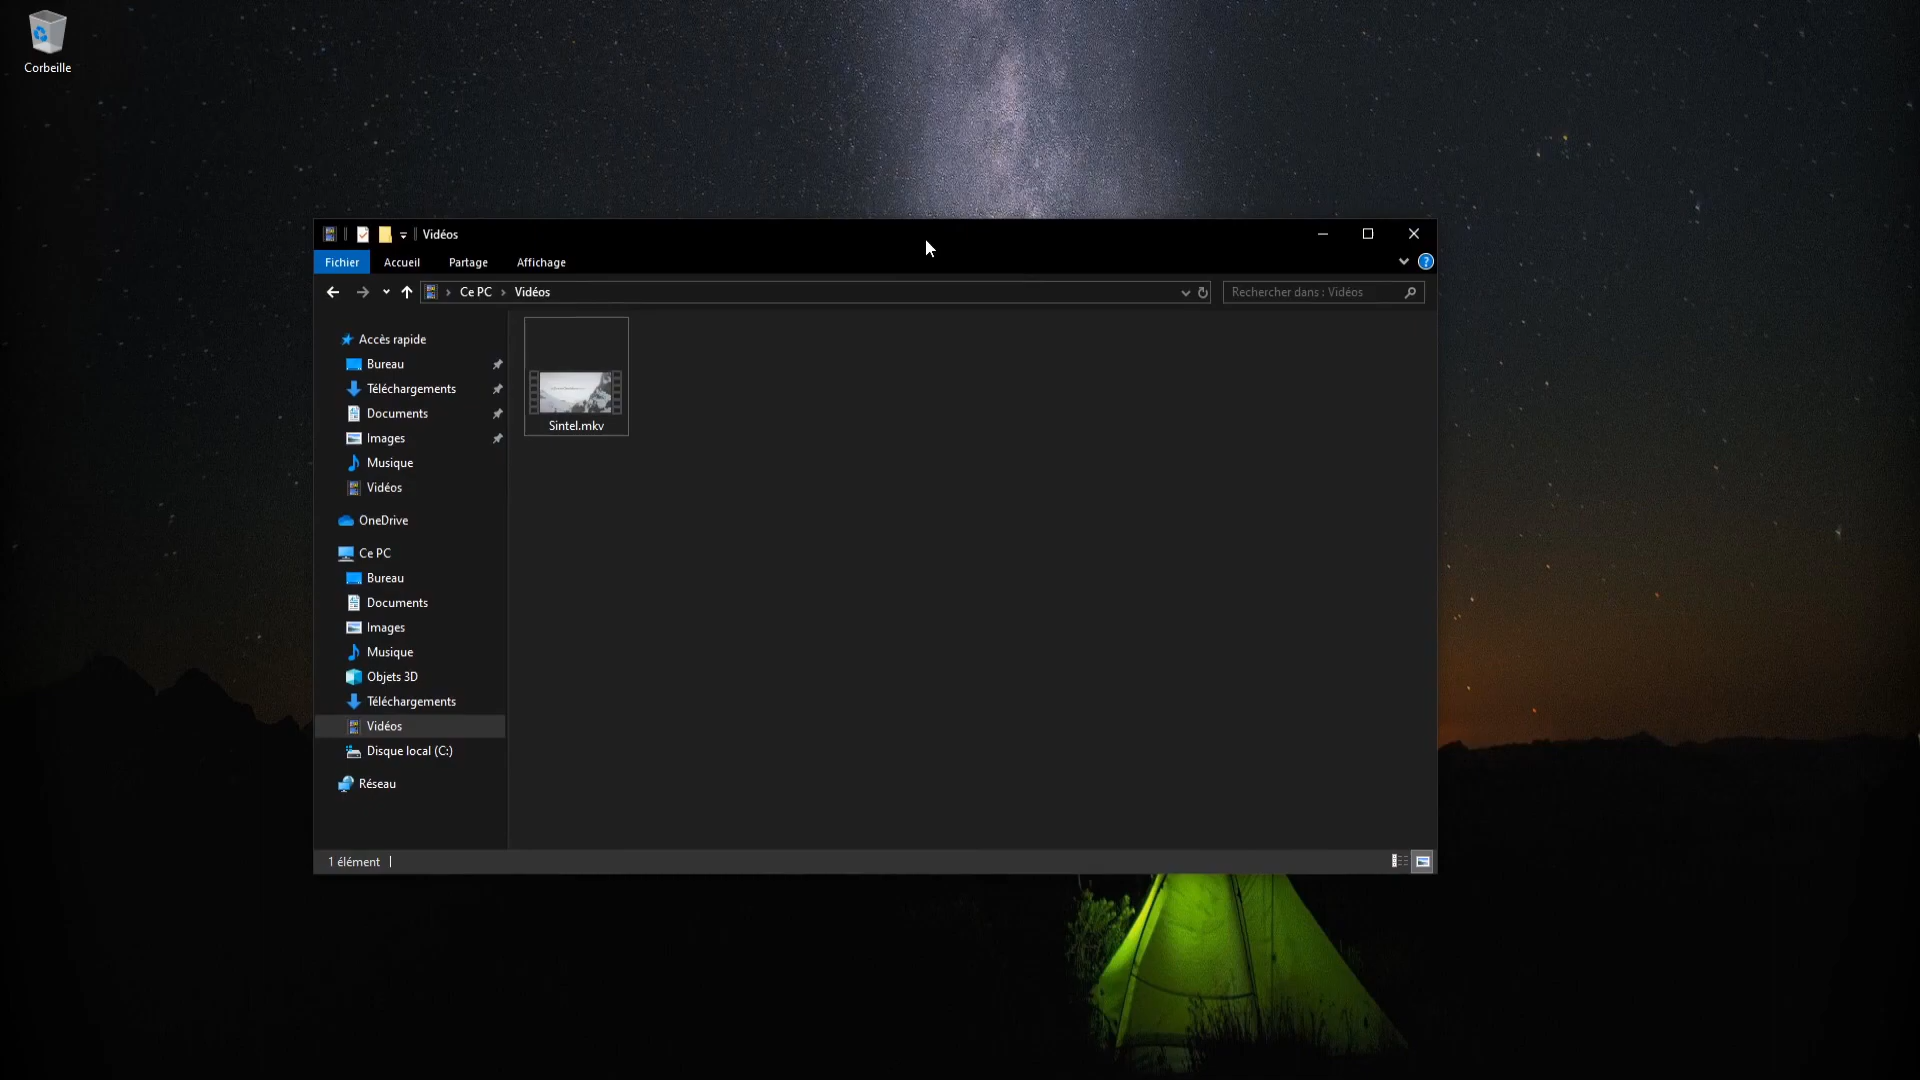 Corbeille
Vidéos
Fichier
Accueil
Partage
Affichage
Ce PC
Vidéos
Rechercher dans : Vidéos
Accès rapide
Bureau
Téléchargements
Documents
Images
Musique
Vidéos
OneDrive
Ce PC
Bureau
Documents
Images
Musique
Objets 3D
Téléchargements
Vidéos
Disque local (C:)
Réseau
Sintel.mkv
1 élément